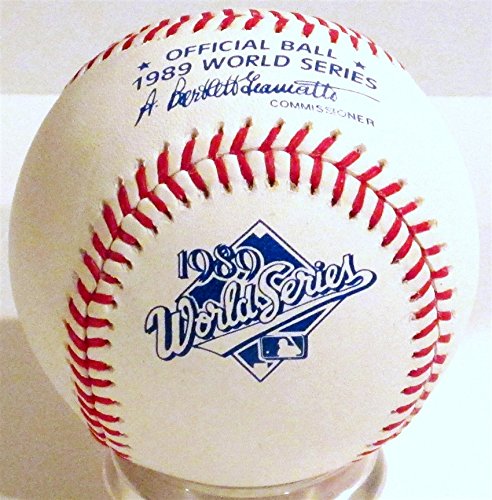 OFFICIAL BALL
1989 WORLD SERIES
A. Bartlett Giamatti
COMMISSIONER
1989
World Series